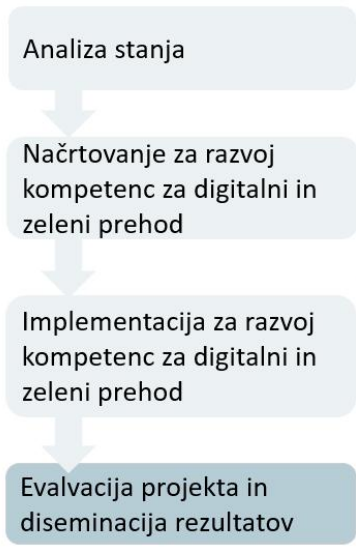 Analiza stanja
Načrtovanje za razvoj
kompetenc za digitalni in
zeleni prehod
Implementacija za razvoj
kompetenc za digitalni in
zeleni prehod
Evalvacija projekta in
diseminacija rezultatov